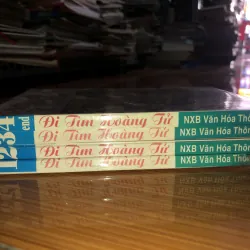 1234
end
Đi Tìm Hoàng Tử NXB Văn Hóa Thô
Đi Tìm Hoàng Tử NXB Văn Hóa Thôn
Đi Tìm Hoàng Tử NXB Văn Hóa Thôn
Đi Tìm Hoàng Tử NXB Văn Hóa Thôn